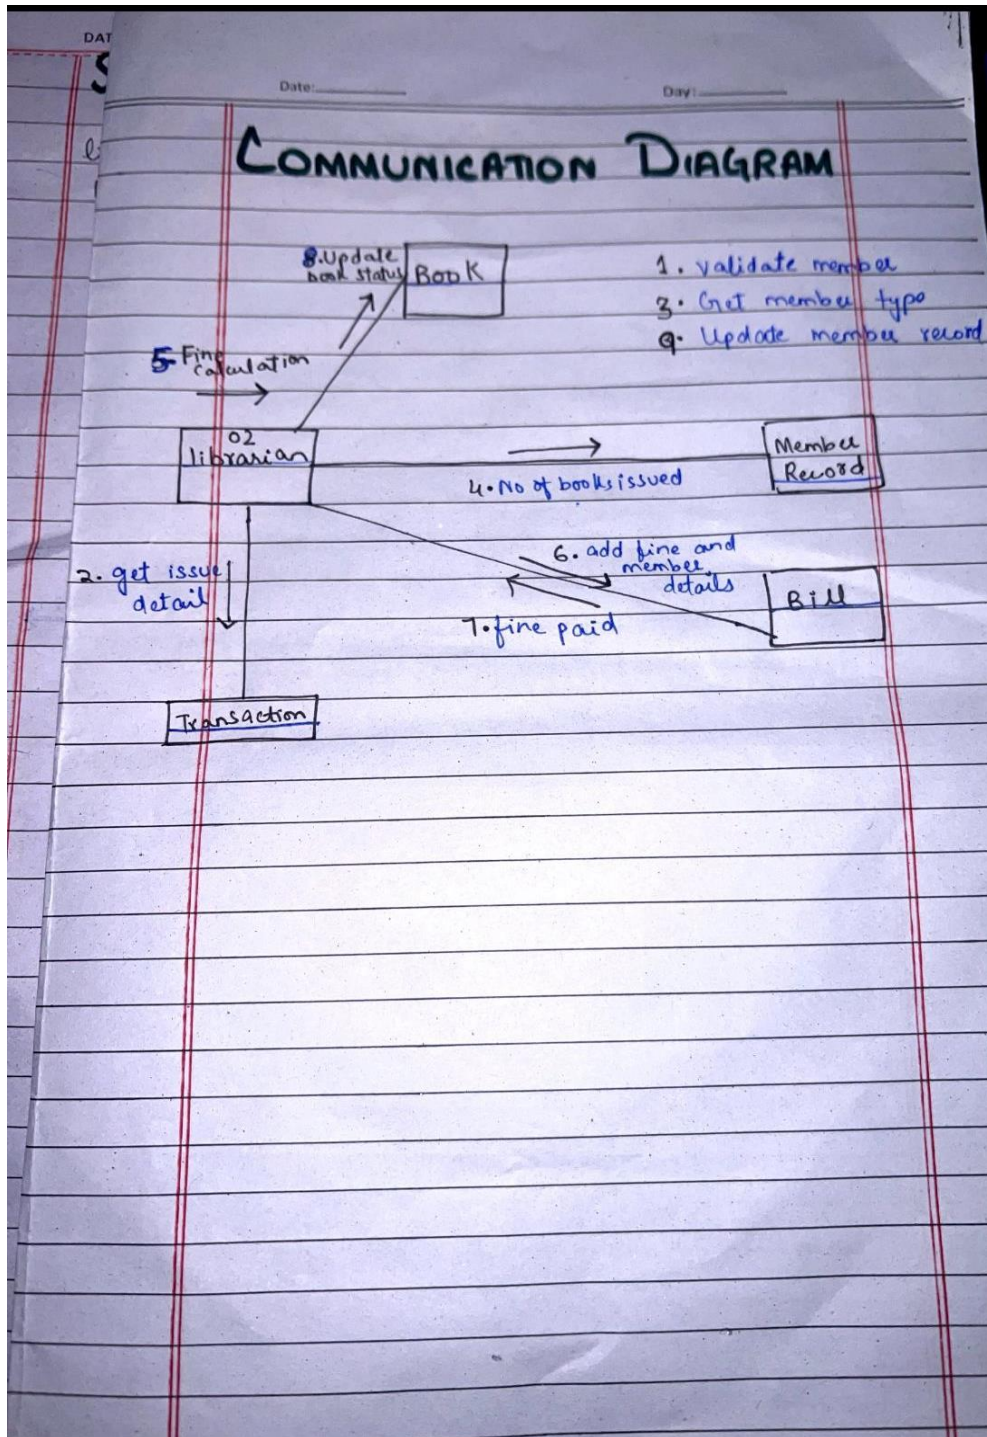 DAT
Date:
Day:
COMMUNICATION DIAGRAM
8. Update
book status
Book
1. validate member
3. Get member type
9. Update member record
5. Fine
calculation
02
librarian
Member
Record
4. No of books issued
2. get issue
detail
6. add fine and
member
details
Bill
7. fine paid
Transaction